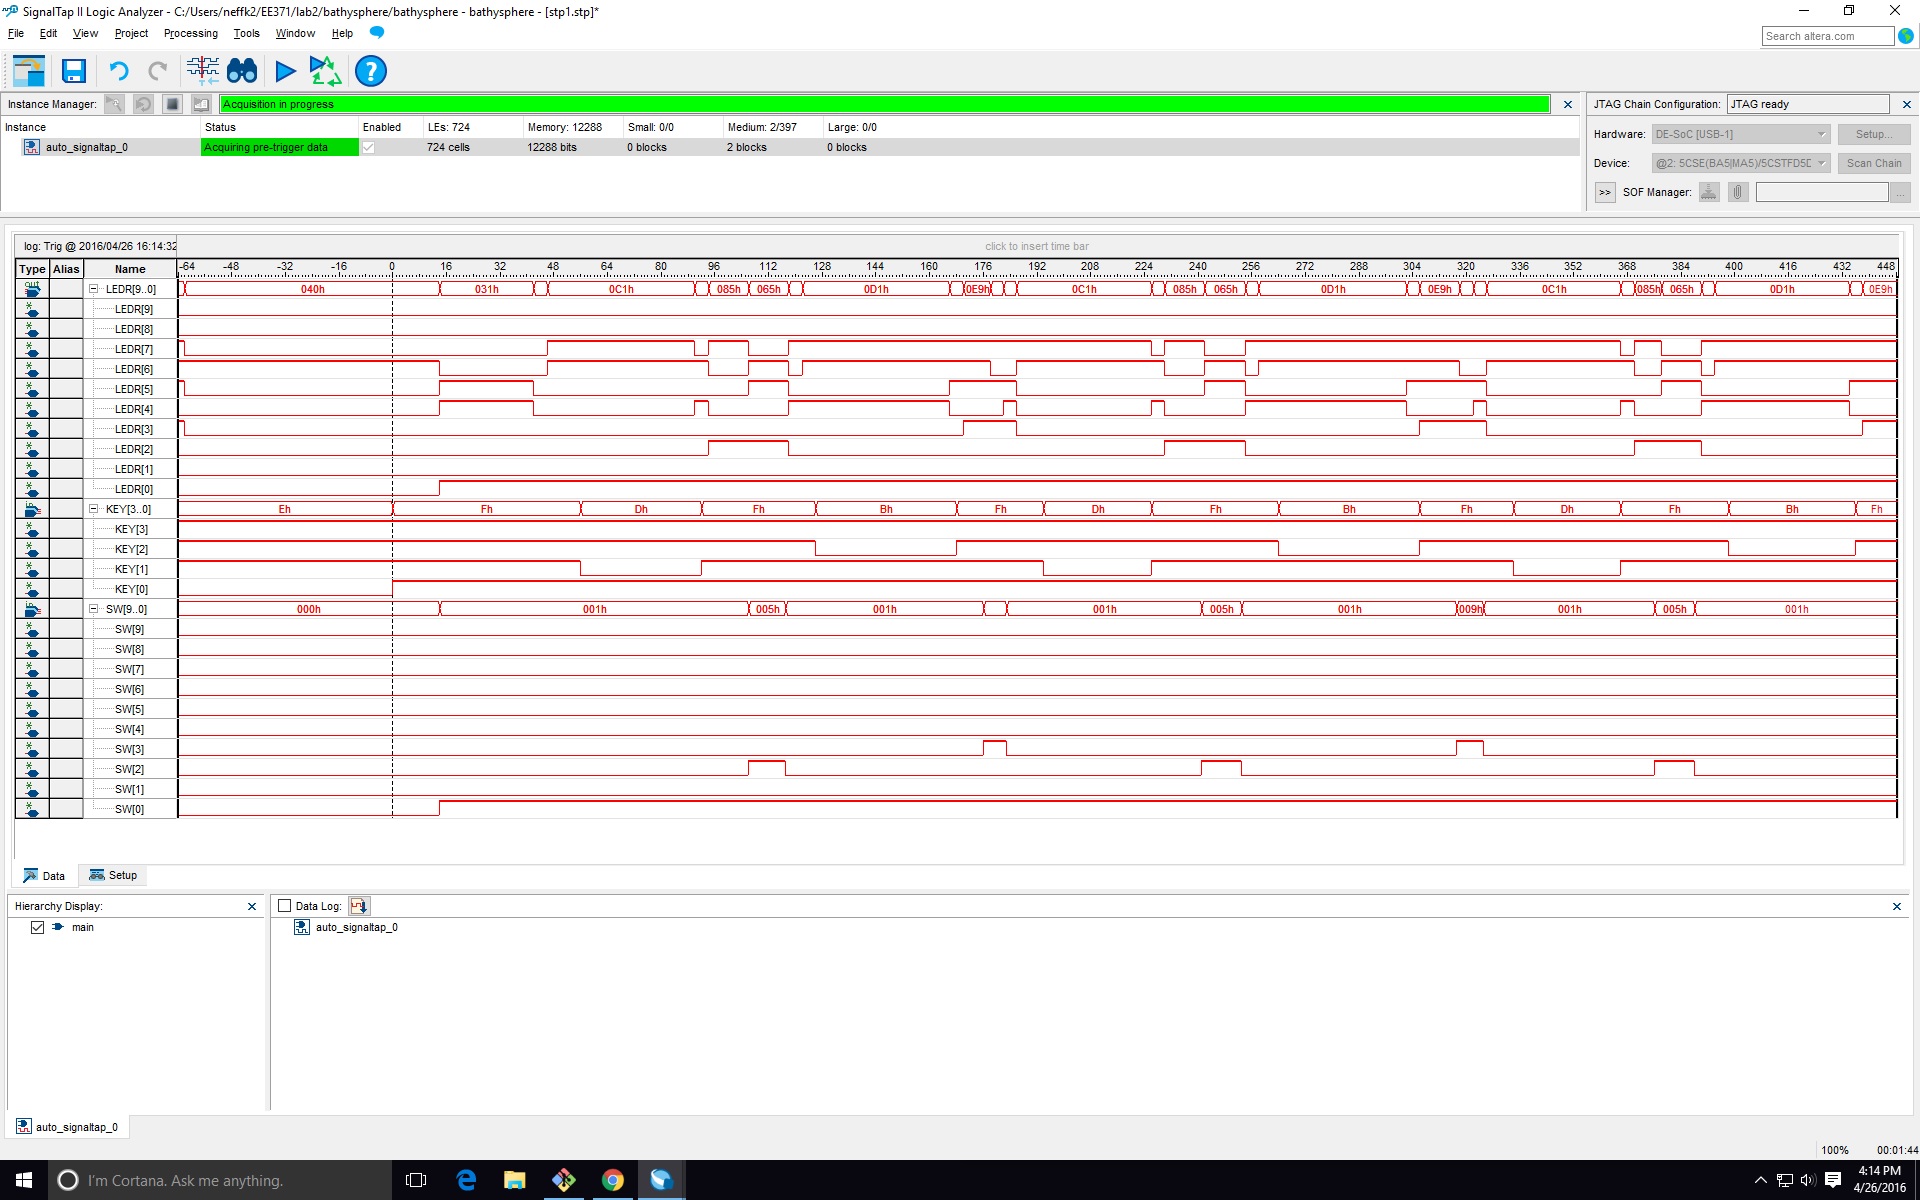 SignalTap II Logic Analyzer - C:/Users/neffk2/EE371/lab2/bathysphere/bathysphere - bathysphere - [stp1.stp]*
File Edit View Project Processing Tools Window Help
Search altera.com
Instance Manager: Acquisition in progress
JTAG Chain Configuration: JTAG ready
Instance Status Enabled LEs: 724 Memory: 12288 Small: 0/0 Medium: 2/397 Large: 0/0
auto_signaltap_0 Acquiring pre-trigger data 724 cells 12288 bits 0 blocks 2 blocks 0 blocks
Hardware: DE-SoC [USB-1] Setup...
Device: @2: 5CSE(BA5|MA5)/5CSTFD5D Scan Chain
>> SOF Manager: ...
log: Trig @ 2016/04/26 16:14:32 click to insert time bar
Type Alias Name -64 -48 -32 -16 0 16 32 48 64 80 96 112 128 144 160 176 192 208 224 240 256 272 288 304 320 336 352 368 384 400 416 432 448
LEDR[9..0] 040h 031h 0C1h 085h 065h 0D1h 0E9h 0C1h 085h 065h 0D1h 0E9h 0C1h 085h 065h 0D1h 0E9h
LEDR[9]
LEDR[8]
LEDR[7]
LEDR[6]
LEDR[5]
LEDR[4]
LEDR[3]
LEDR[2]
LEDR[1]
LEDR[0]
KEY[3..0] Eh Fh Dh Fh Bh Fh Dh Fh Bh Fh Dh Fh Bh Fh
KEY[3]
KEY[2]
KEY[1]
KEY[0]
SW[9..0] 000h 001h 005h 001h 001h 005h 001h 009h 001h 005h 001h
SW[9]
SW[8]
SW[7]
SW[6]
SW[5]
SW[4]
SW[3]
SW[2]
SW[1]
SW[0]
Data Setup
Hierarchy Display:
main
Data Log:
auto_signaltap_0
auto_signaltap_0
100% 00:01:44
I'm Cortana. Ask me anything.
4:14 PM
4/26/2016